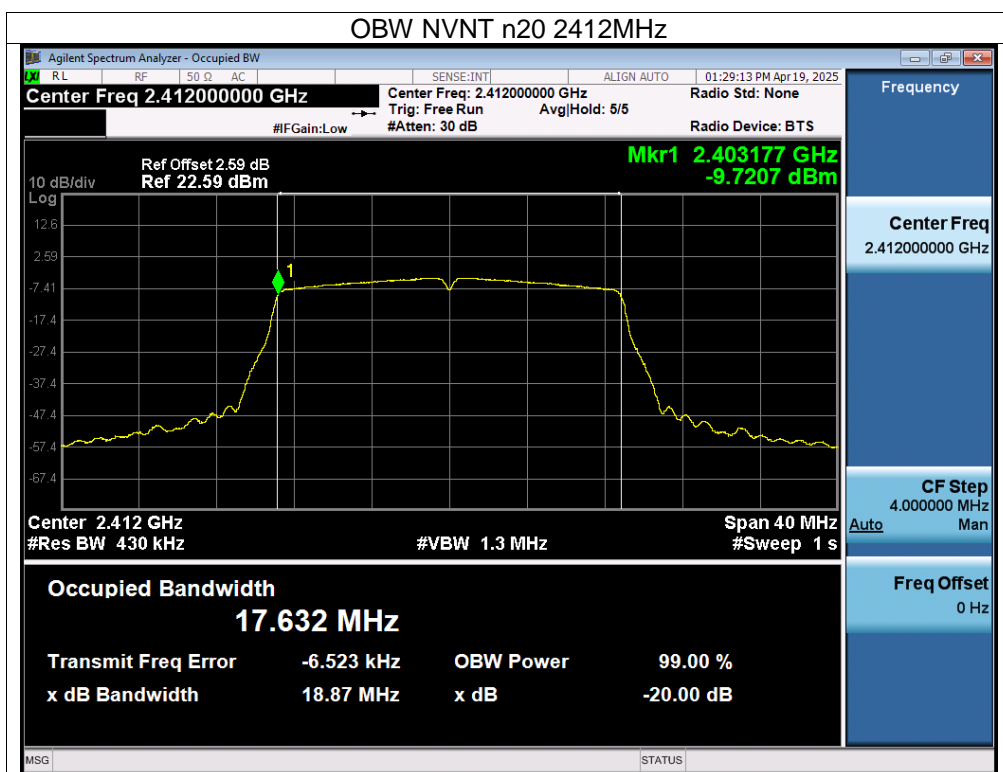 OBW NVNT n20 2412MHz
Agilent Spectrum Analyzer - Occupied BW
LXI RL RF 50 Ω AC SENSE:INT ALIGN AUTO 01:29:13 PM Apr 19, 2025
Center Freq 2.412000000 GHz Center Freq: 2.412000000 GHz Radio Std: None
Trig: Free Run Avg|Hold: 5/5
#IFGain:Low #Atten: 30 dB Radio Device: BTS
Frequency
Mkr1 2.403177 GHz
-9.7207 dBm
Ref Offset 2.59 dB
10 dB/div Ref 22.59 dBm
Log
12.6
2.59
-7.41
-17.4
-27.4
-37.4
-47.4
-57.4
-67.4
1
Center 2.412 GHz Span 40 MHz
#Res BW 430 kHz #VBW 1.3 MHz #Sweep 1 s
Center Freq
2.412000000 GHz
CF Step
4.000000 MHz
Auto Man
Freq Offset
0 Hz
Occupied Bandwidth
17.632 MHz
Transmit Freq Error -6.523 kHz OBW Power 99.00 %
x dB Bandwidth 18.87 MHz x dB -20.00 dB
MSG STATUS